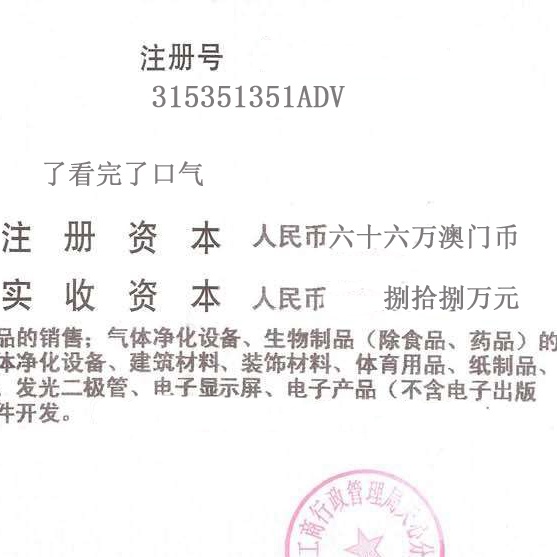 注册号
315351351ADV
了看完了口气
注册资本 人民币六十六万澳门币
实收资本 人民币 捌拾捌万元
品的销售；气体净化设备、生物制品（除食品、药品）的
体净化设备、建筑材料、装饰材料、体育用品、纸制品、
发光二极管、电子显示屏、电子产品（不含电子出版
件开发。
工商行政管理局天心分